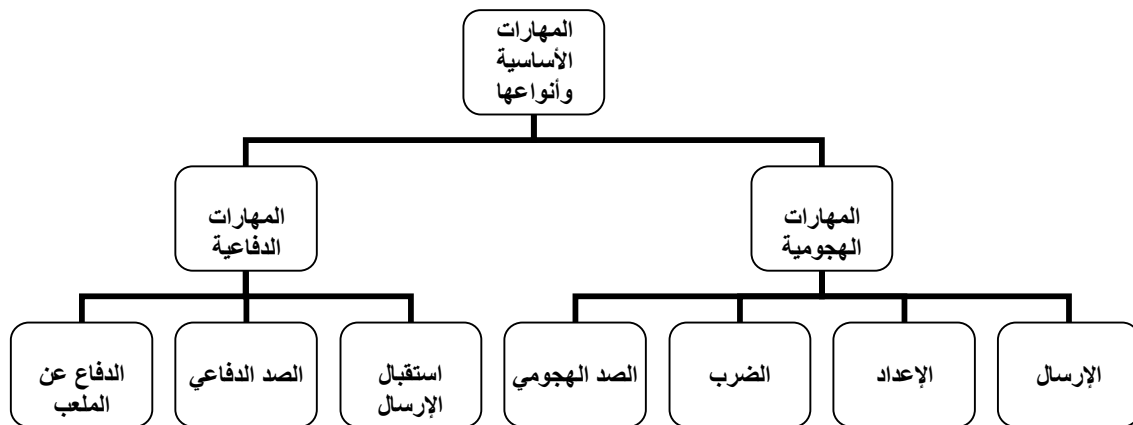 المهارات
الأساسية
وأنواعها
المهارات
الهجومية
المهارات
الدفاعية
الإرسال
الإعداد
الضرب
الصد الهجومي
استقبال
الإرسال
الصد الدفاعي
الدفاع عن
الملعب